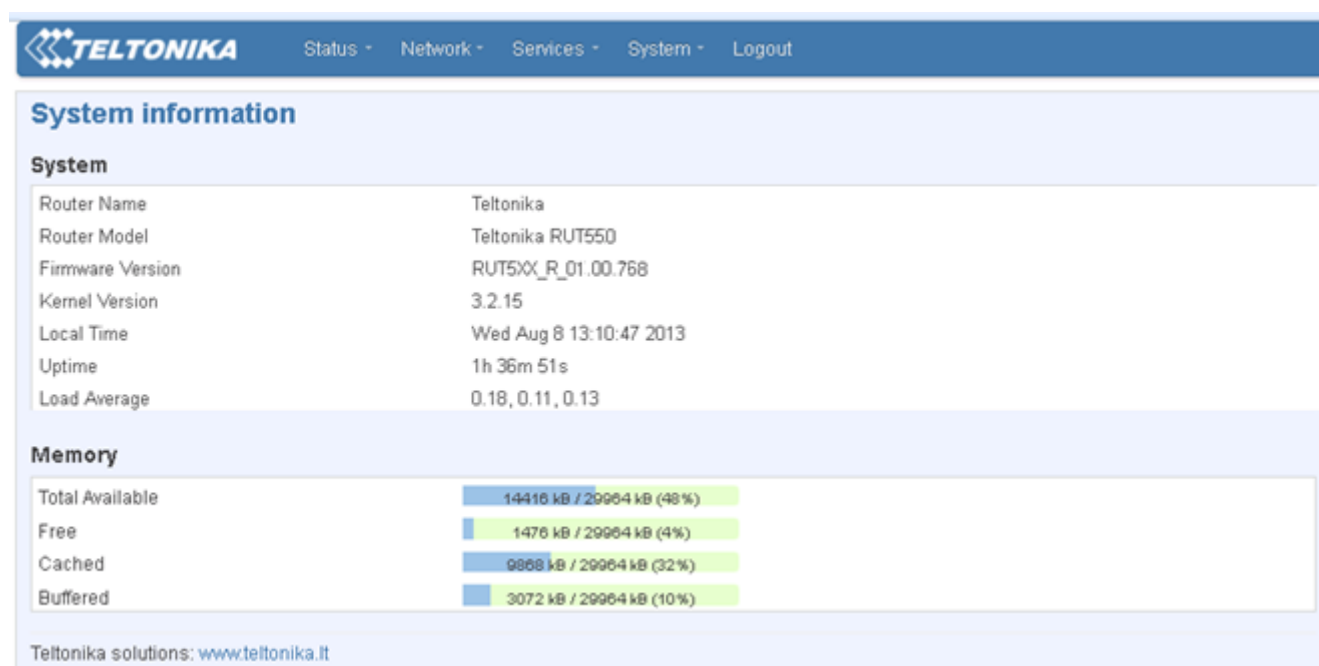 TELTONIKA Status Network Services System Logout
System information
System
Router Name Teltonika
Router Model Teltonika RUT550
Firmware Version RUT5XX_R_01.00.768
Kernel Version 3.2.15
Local Time Wed Aug 8 13:10:47 2013
Uptime 1h 36m 51s
Load Average 0.18, 0.11, 0.13
Memory
Total Available 14416 kB / 29964 kB (48%)
Free 1476 kB / 29964 kB (4%)
Cached 9868 kB / 29964 kB (32%)
Buffered 3072 kB / 29964 kB (10%)
Teltonika solutions: www.teltonika.lt